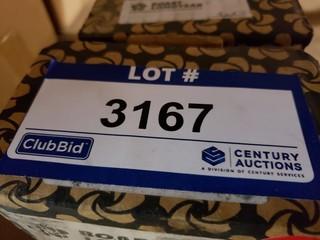 LOT #
3167
ClubBid
CENTURY
AUCTIONS
A DIVISION OF CENTURY SERVICES